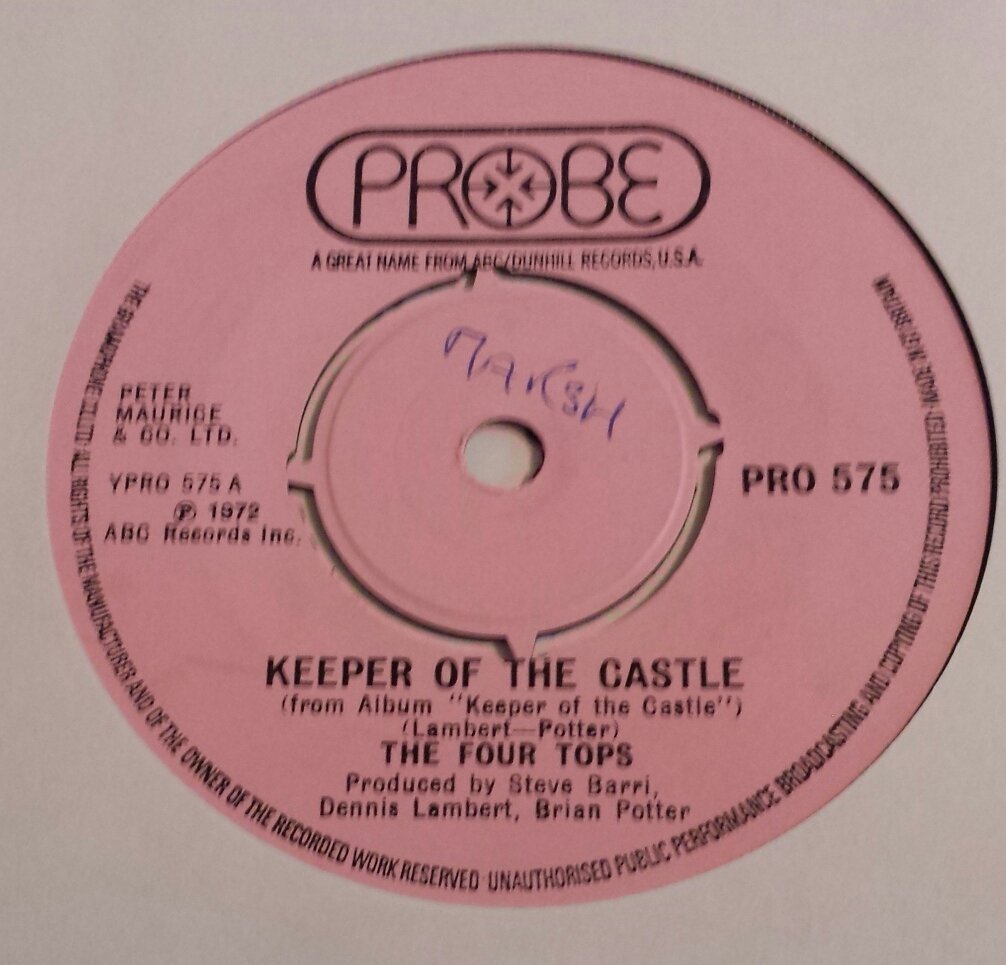 PROBE
A GREAT NAME FROM ABC/DUNHILL RECORDS, U.S.A.
MARSH
PETER
MAURICE
& CO. LTD.
YPRO 575 A
℗ 1972
ABC Records Inc.
PRO 575
KEEPER OF THE CASTLE
(from Album "Keeper of the Castle")
(Lambert—Potter)
THE FOUR TOPS
Produced by Steve Barri,
Dennis Lambert, Brian Potter
THE GRAMOPHONE CO. LTD. ALL RIGHTS OF THE MANUFACTURER AND OF THE OWNER OF THE RECORDED WORK RESERVED · UNAUTHORISED PUBLIC PERFORMANCE BROADCASTING AND COPYING OF THIS RECORD PROHIBITED · MADE IN GT. BRITAIN